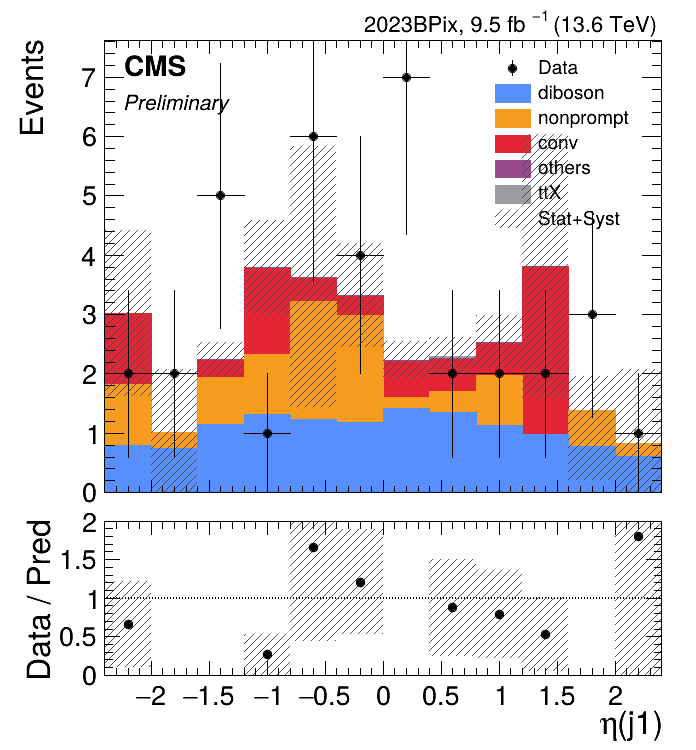 2023BPix, 9.5 fb⁻¹ (13.6 TeV)
CMS
Preliminary
Data
diboson
nonprompt
conv
others
ttX
Stat+Syst
Events
7
6
5
4
3
2
1
0
Data / Pred
2
1.5
1
0.5
0
−2 −1.5 −1 −0.5 0 0.5 1 1.5 2
η(j1)